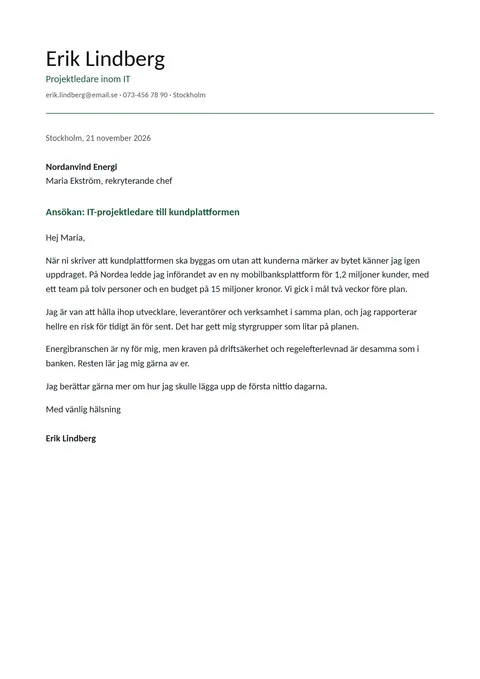 Erik Lindberg
Projektledare inom IT
erik.lindberg@email.se · 073-456 78 90 · Stockholm
Stockholm, 21 november 2026
Nordanvind Energi
Maria Ekström, rekryterande chef
Ansökan: IT-projektledare till kundplattformen
Hej Maria,
När ni skriver att kundplattformen ska byggas om utan att kunderna märker av bytet känner jag igen
uppdraget. På Nordea ledde jag införandet av en ny mobilbanksplattform för 1,2 miljoner kunder, med
ett team på tolv personer och en budget på 15 miljoner kronor. Vi gick i mål två veckor före plan.
Jag är van att hålla ihop utvecklare, leverantörer och verksamhet i samma plan, och jag rapporterar
hellre en risk för tidigt än för sent. Det har gett mig styrgrupper som litar på planen.
Energibranschen är ny för mig, men kraven på driftsäkerhet och regelefterlevnad är desamma som i
banken. Resten lär jag mig gärna av er.
Jag berättar gärna mer om hur jag skulle lägga upp de första nittio dagarna.
Med vänlig hälsning
Erik Lindberg